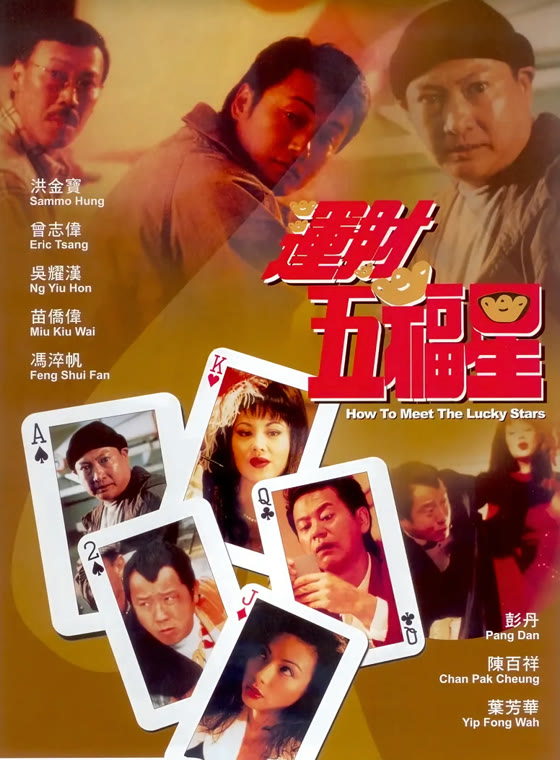 洪金寶
Sammo Hung
曾志偉
Eric Tsang
吳耀漢
Ng Yiu Hon
苗僑偉
Miu Kiu Wai
馮淬帆
Feng Shui Fan
運財
五福星
How To Meet The Lucky Stars
K
A
Q
2
J
Q
彭丹
Pang Dan
陳百祥
Chan Pak Cheung
葉芳華
Yip Fong Wah